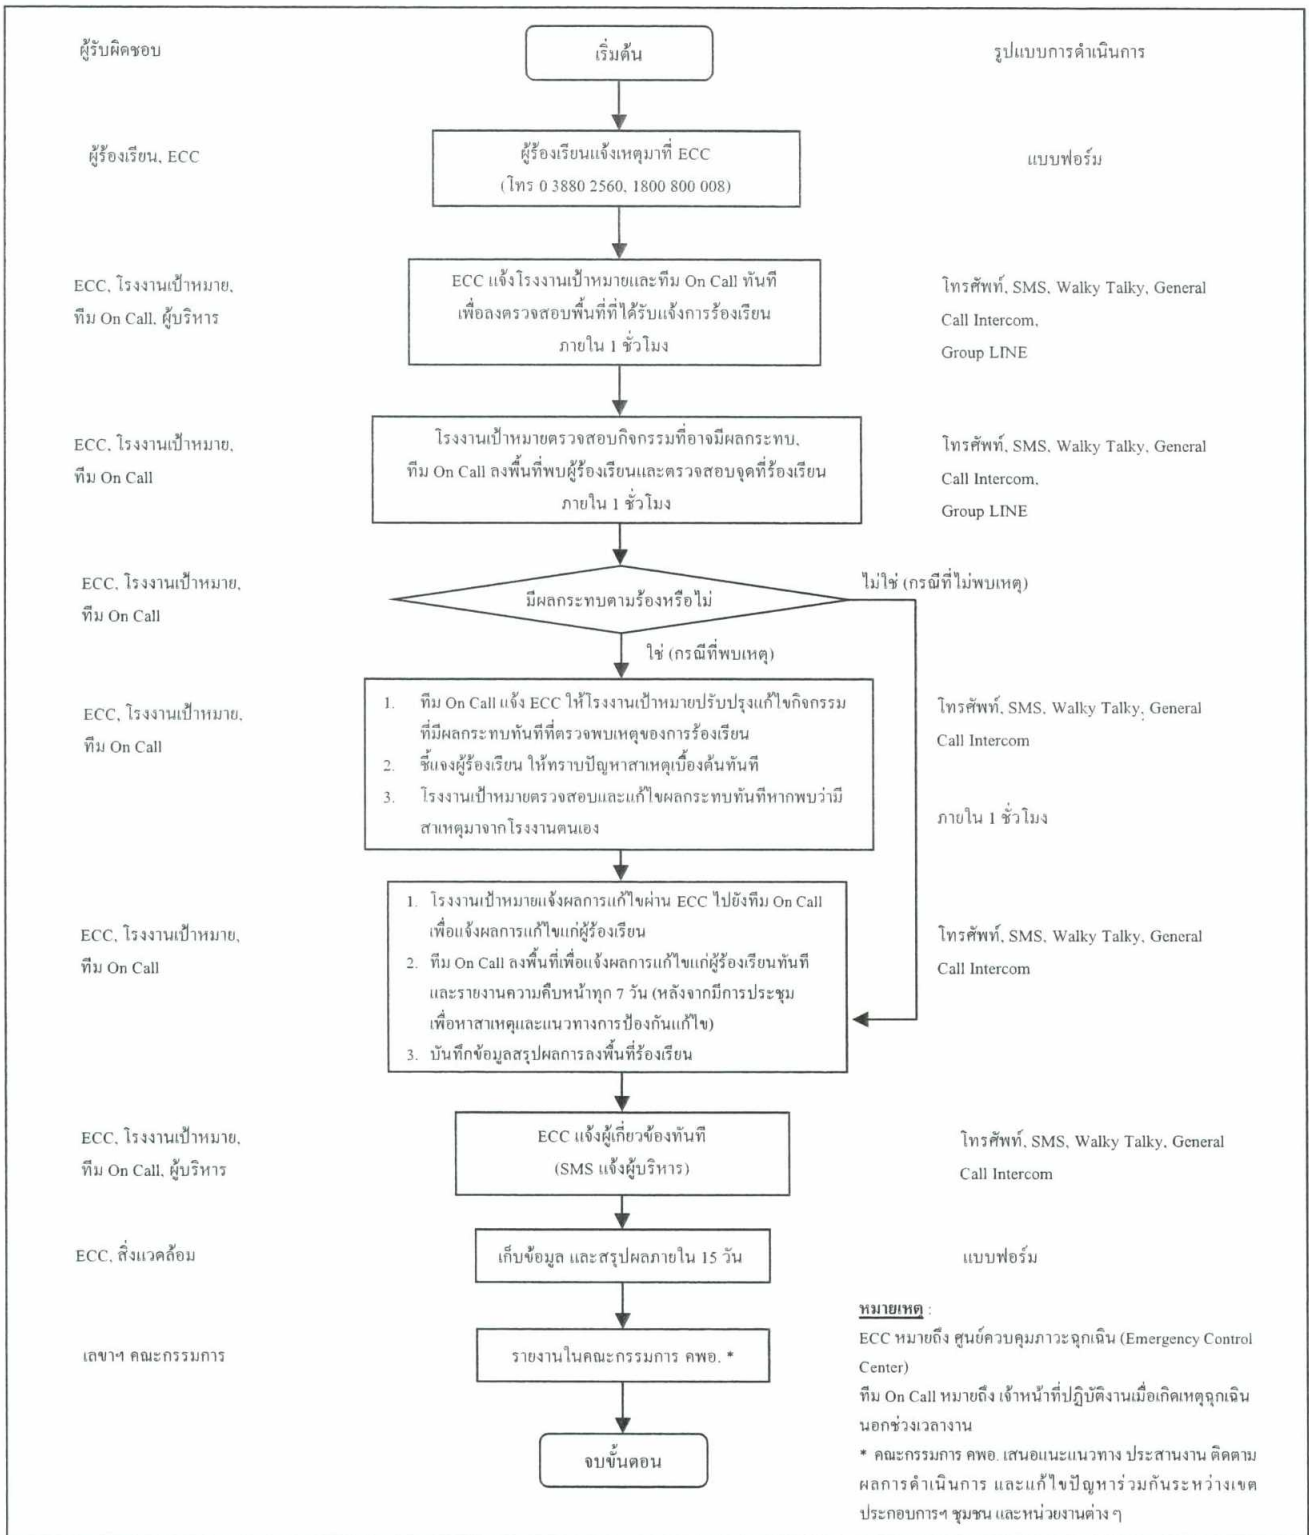 ผู้รับผิดชอบ
เริ่มต้น
รูปแบบการดำเนินการ
ผู้ร้องเรียน, ECC
ผู้ร้องเรียนแจ้งเหตุมาที่ ECC
(โทร 0 3880 2560, 1800 800 008)
แบบฟอร์ม
ECC, โรงงานเป้าหมาย,
ทีม On Call, ผู้บริหาร
ECC แจ้งโรงงานเป้าหมายและทีม On Call ทันที
เพื่อลงตรวจสอบพื้นที่ที่ได้รับแจ้งการร้องเรียน
ภายใน 1 ชั่วโมง
โทรศัพท์, SMS, Walky Talky, General
Call Intercom,
Group LINE
ECC, โรงงานเป้าหมาย,
ทีม On Call
โรงงานเป้าหมายตรวจสอบกิจกรรมที่อาจมีผลกระทบ,
ทีม On Call ลงพื้นที่พบผู้ร้องเรียนและตรวจสอบจุดที่ร้องเรียน
ภายใน 1 ชั่วโมง
โทรศัพท์, SMS, Walky Talky, General
Call Intercom,
Group LINE
ECC, โรงงานเป้าหมาย,
ทีม On Call
มีผลกระทบตามร้องหรือไม่
ไม่ใช่ (กรณีที่ไม่พบเหตุ)
ใช่ (กรณีที่พบเหตุ)
ECC, โรงงานเป้าหมาย,
ทีม On Call
1. ทีม On Call แจ้ง ECC ให้โรงงานเป้าหมายปรับปรุงแก้ไขกิจกรรม
ที่มีผลกระทบทันทีที่ตรวจพบเหตุของการร้องเรียน
2. ชี้แจงผู้ร้องเรียน ให้ทราบปัญหาสาเหตุเบื้องต้นทันที
3. โรงงานเป้าหมายตรวจสอบและแก้ไขผลกระทบทันทีหากพบว่ามี
สาเหตุมาจากโรงงานตนเอง
โทรศัพท์, SMS, Walky Talky, General
Call Intercom
ภายใน 1 ชั่วโมง
ECC, โรงงานเป้าหมาย,
ทีม On Call
1. โรงงานเป้าหมายแจ้งผลการแก้ไขผ่าน ECC ไปยังทีม On Call
เพื่อแจ้งผลการแก้ไขแก่ผู้ร้องเรียน
2. ทีม On Call ลงพื้นที่เพื่อแจ้งผลการแก้ไขแก่ผู้ร้องเรียนทันที
และรายงานความคืบหน้าทุก 7 วัน (หลังจากมีการประชุม
เพื่อหาสาเหตุและแนวทางการป้องกันแก้ไข)
3. บันทึกข้อมูลสรุปผลการลงพื้นที่ร้องเรียน
โทรศัพท์, SMS, Walky Talky, General
Call Intercom
ECC, โรงงานเป้าหมาย,
ทีม On Call, ผู้บริหาร
ECC แจ้งผู้เกี่ยวข้องทันที
(SMS แจ้งผู้บริหาร)
โทรศัพท์, SMS, Walky Talky, General
Call Intercom
ECC, สิ่งแวดล้อม
เก็บข้อมูล และสรุปผลภายใน 15 วัน
แบบฟอร์ม
เลขาฯ คณะกรรมการ
รายงานในคณะกรรมการ คพอ. *
จบขั้นตอน
หมายเหตุ :
ECC หมายถึง ศูนย์ควบคุมภาวะฉุกเฉิน (Emergency Control
Center)
ทีม On Call หมายถึง เจ้าหน้าที่ปฏิบัติงานเมื่อเกิดเหตุฉุกเฉิน
นอกช่วงเวลางาน
* คณะกรรมการ คพอ. เสนอแนะแนวทาง ประสานงาน ติดตาม
ผลการดำเนินการ และแก้ไขปัญหาร่วมกันระหว่างเขต
ประกอบการฯ ชุมชน และหน่วยงานต่าง ๆ